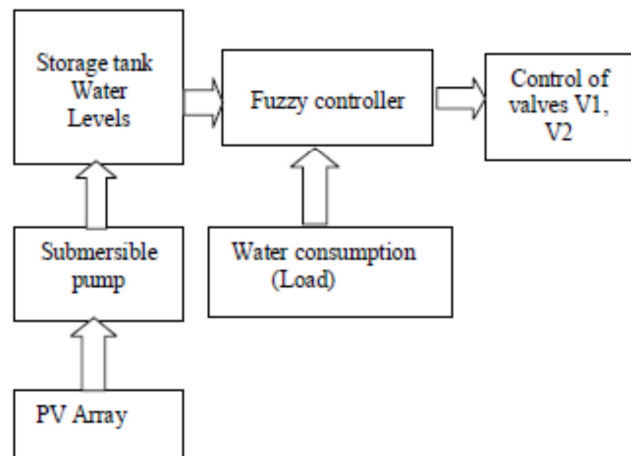 Storage tank
Water
Levels
Fuzzy controller
Control of
valves V1,
V2
Submersible
pump
Water consumption
(Load)
PV Array